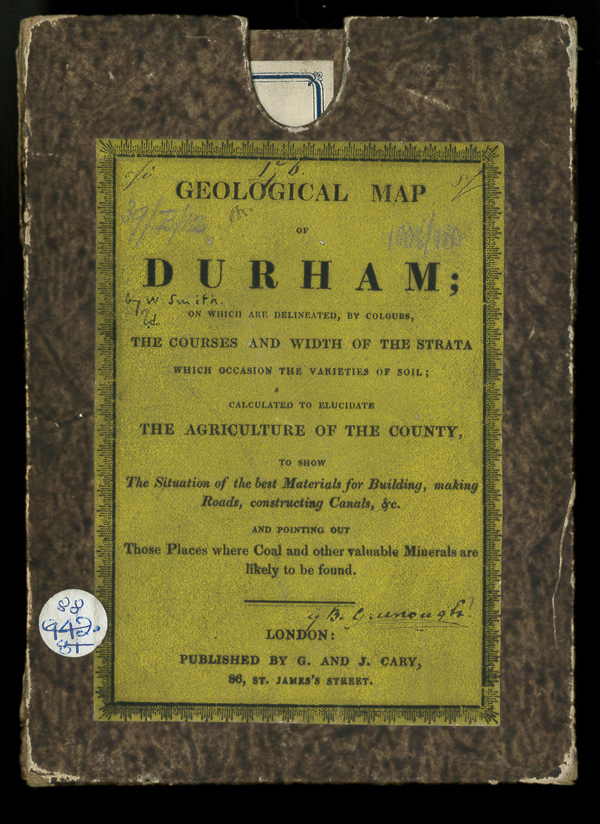 1/6.
GEOLOGICAL MAP
OF
DURHAM;
by W. Smith.
ON WHICH ARE DELINEATED, BY COLOURS,
THE COURSES AND WIDTH OF THE STRATA
WHICH OCCASION THE VARIETIES OF SOIL;
CALCULATED TO ELUCIDATE
THE AGRICULTURE OF THE COUNTY,
TO SHOW
The Situation of the best Materials for Building, making
Roads, constructing Canals, &c.
AND POINTING OUT
Those Places where Coal and other valuable Minerals are
likely to be found.
G. B. Greenough
LONDON:
PUBLISHED BY G. AND J. CARY,
86, ST. JAMES'S STREET.